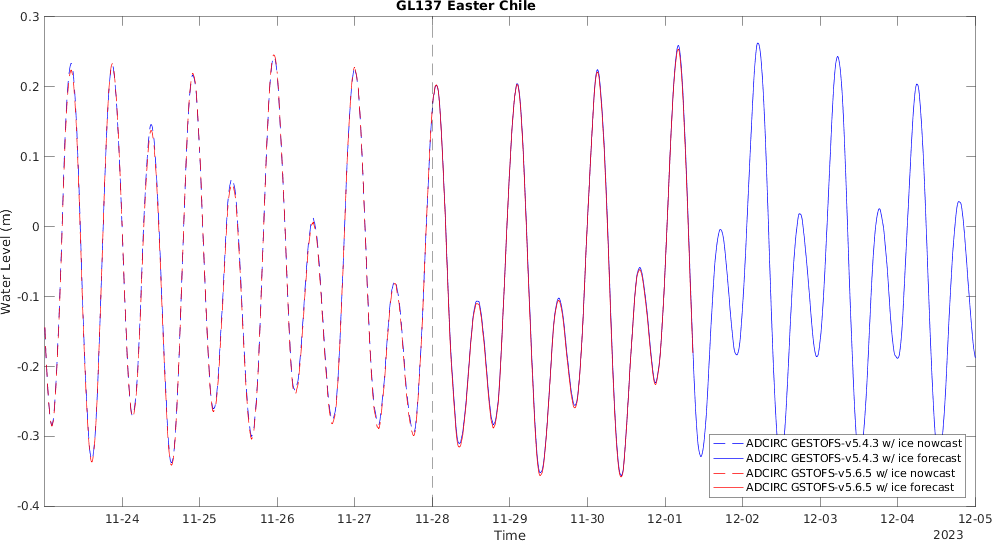 GL137 Easter Chile
0.3
0.2
0.1
0
-0.1
-0.2
-0.3
-0.4
Water Level (m)
ADCIRC GESTOFS-v5.4.3 w/ ice nowcast
ADCIRC GESTOFS-v5.4.3 w/ ice forecast
ADCIRC GSTOFS-v5.6.5 w/ ice nowcast
ADCIRC GSTOFS-v5.6.5 w/ ice forecast
11-24 11-25 11-26 11-27 11-28 11-29 11-30 12-01 12-02 12-03 12-04 12-05
Time
2023